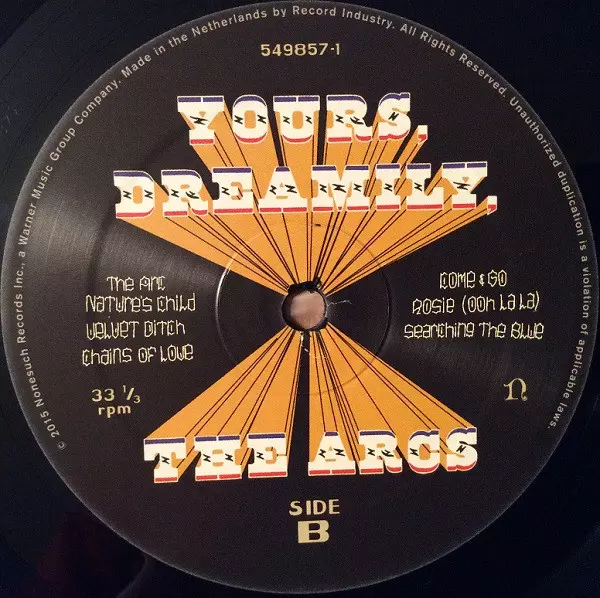 549857-1
YOURS,
DREAMILY,
The Arc
Nature's Child
Velvet Ditch
Chains of Love
33 1/3
rpm
Come & Go
Rosie (Ooh La La)
Searching The Blue
THE ARCS
SIDE
B
© 2015 Nonesuch Records Inc., a Warner Music Group Company. Made in the Netherlands by Record Industry. All Rights Reserved. Unauthorized duplication is a violation of applicable laws.